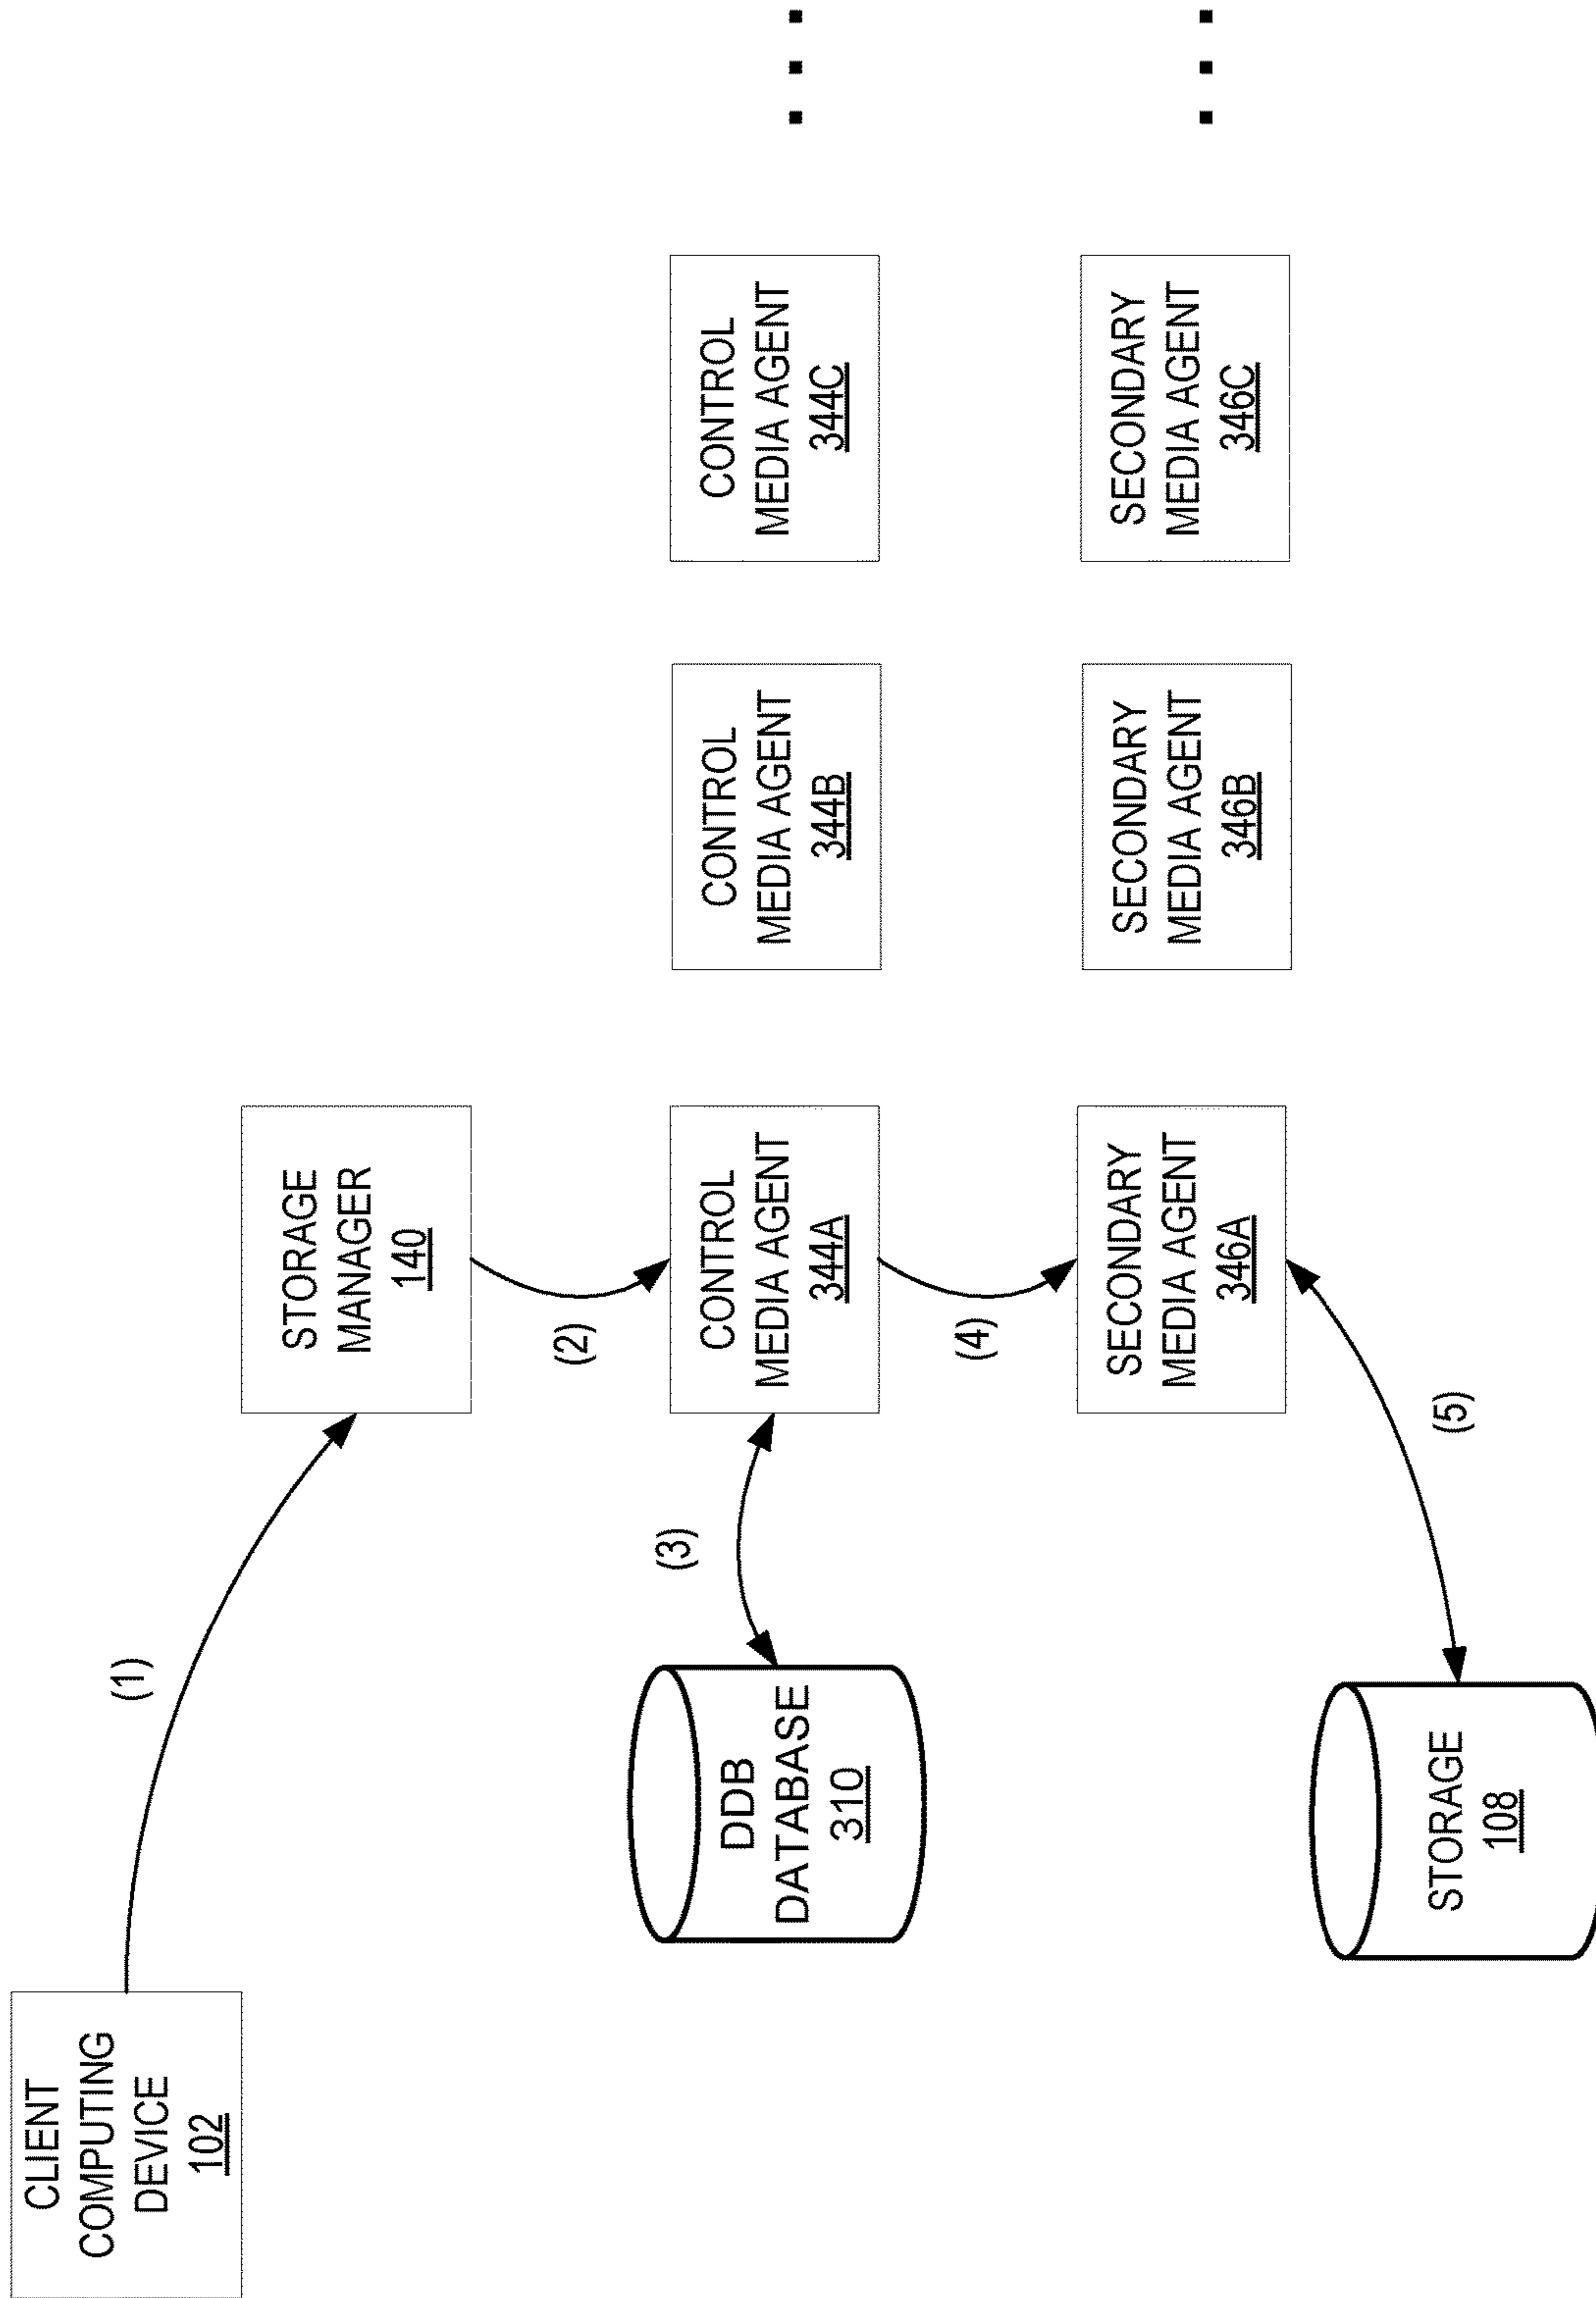 CLIENT
COMPUTING
DEVICE
102
(1)
STORAGE
MANAGER
140
(2)
DDB
DATABASE
310
(3)
CONTROL
MEDIA AGENT
344A
CONTROL
MEDIA AGENT
344B
CONTROL
MEDIA AGENT
344C
(4)
SECONDARY
MEDIA AGENT
346A
SECONDARY
MEDIA AGENT
346B
SECONDARY
MEDIA AGENT
346C
(5)
STORAGE
108